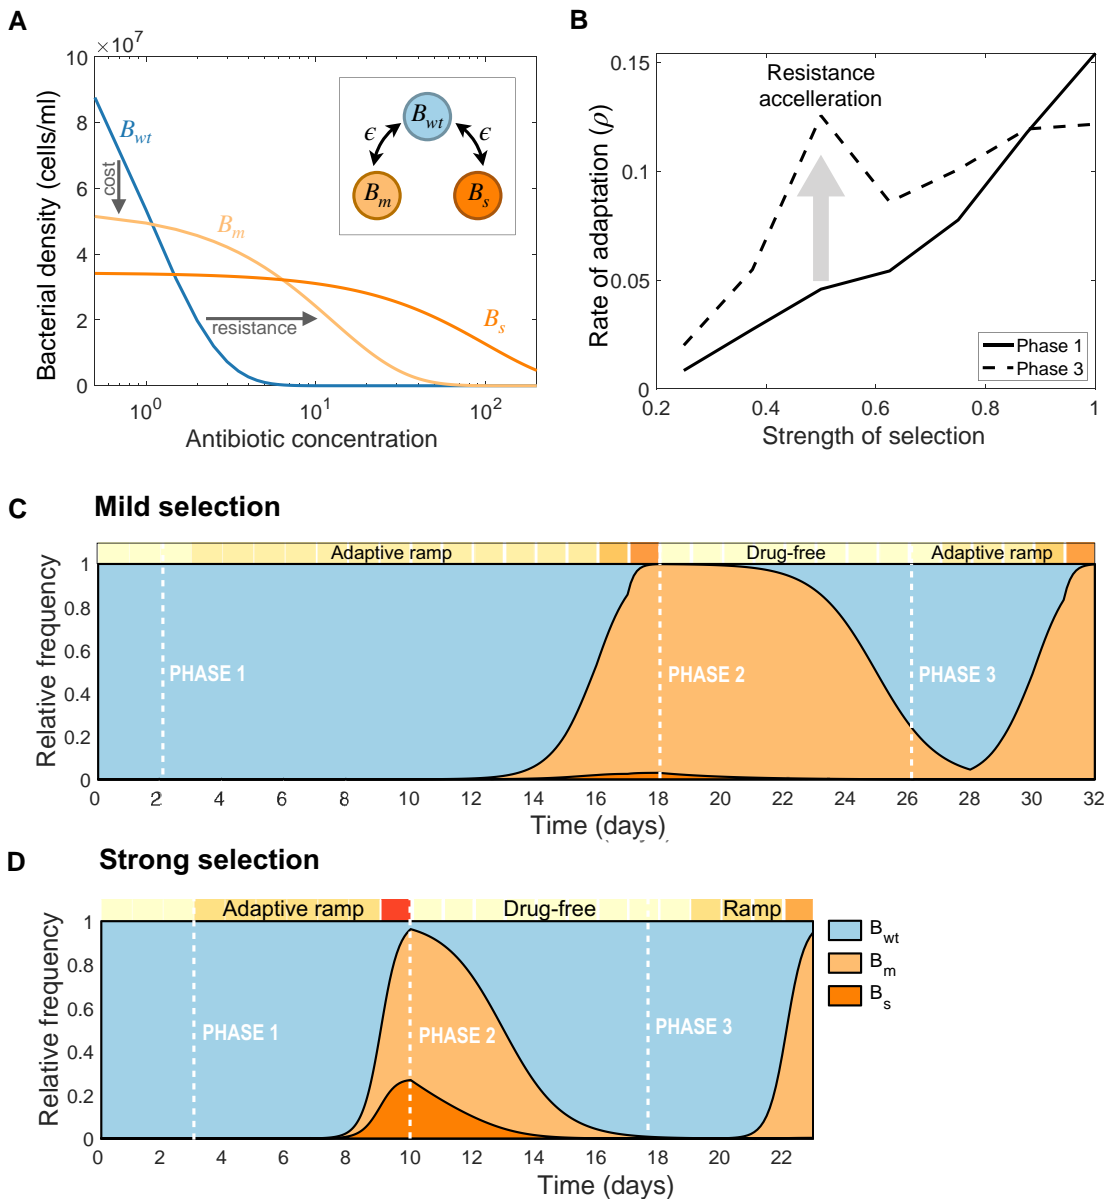 A
×10^7
10
8
6
4
2
0
10^0
10^1
10^2
Bacterial density (cells/ml)
Antibiotic concentration
B_wt
cost
B_m
resistance
B_s
B_wt
ϵ
ϵ
B_m
B_s
B
0.15
0.1
0.05
0
0.2
0.4
0.6
0.8
1
Rate of adaptation (ρ)
Strength of selection
Resistance
accelleration
Phase 1
Phase 3
C
Mild selection
Adaptive ramp
Drug-free
Adaptive ramp
1
0.8
0.6
0.4
0.2
0
Relative frequency
PHASE 1
PHASE 2
PHASE 3
0 2 4 6 8 10 12 14 16 18 20 22 24 26 28 30 32
Time (days)
D
Strong selection
Adaptive ramp
Drug-free
Ramp
1
0.8
0.6
0.4
0.2
0
Relative frequency
PHASE 1
PHASE 2
PHASE 3
B_wt
B_m
B_s
0 2 4 6 8 10 12 14 16 18 20 22
Time (days)